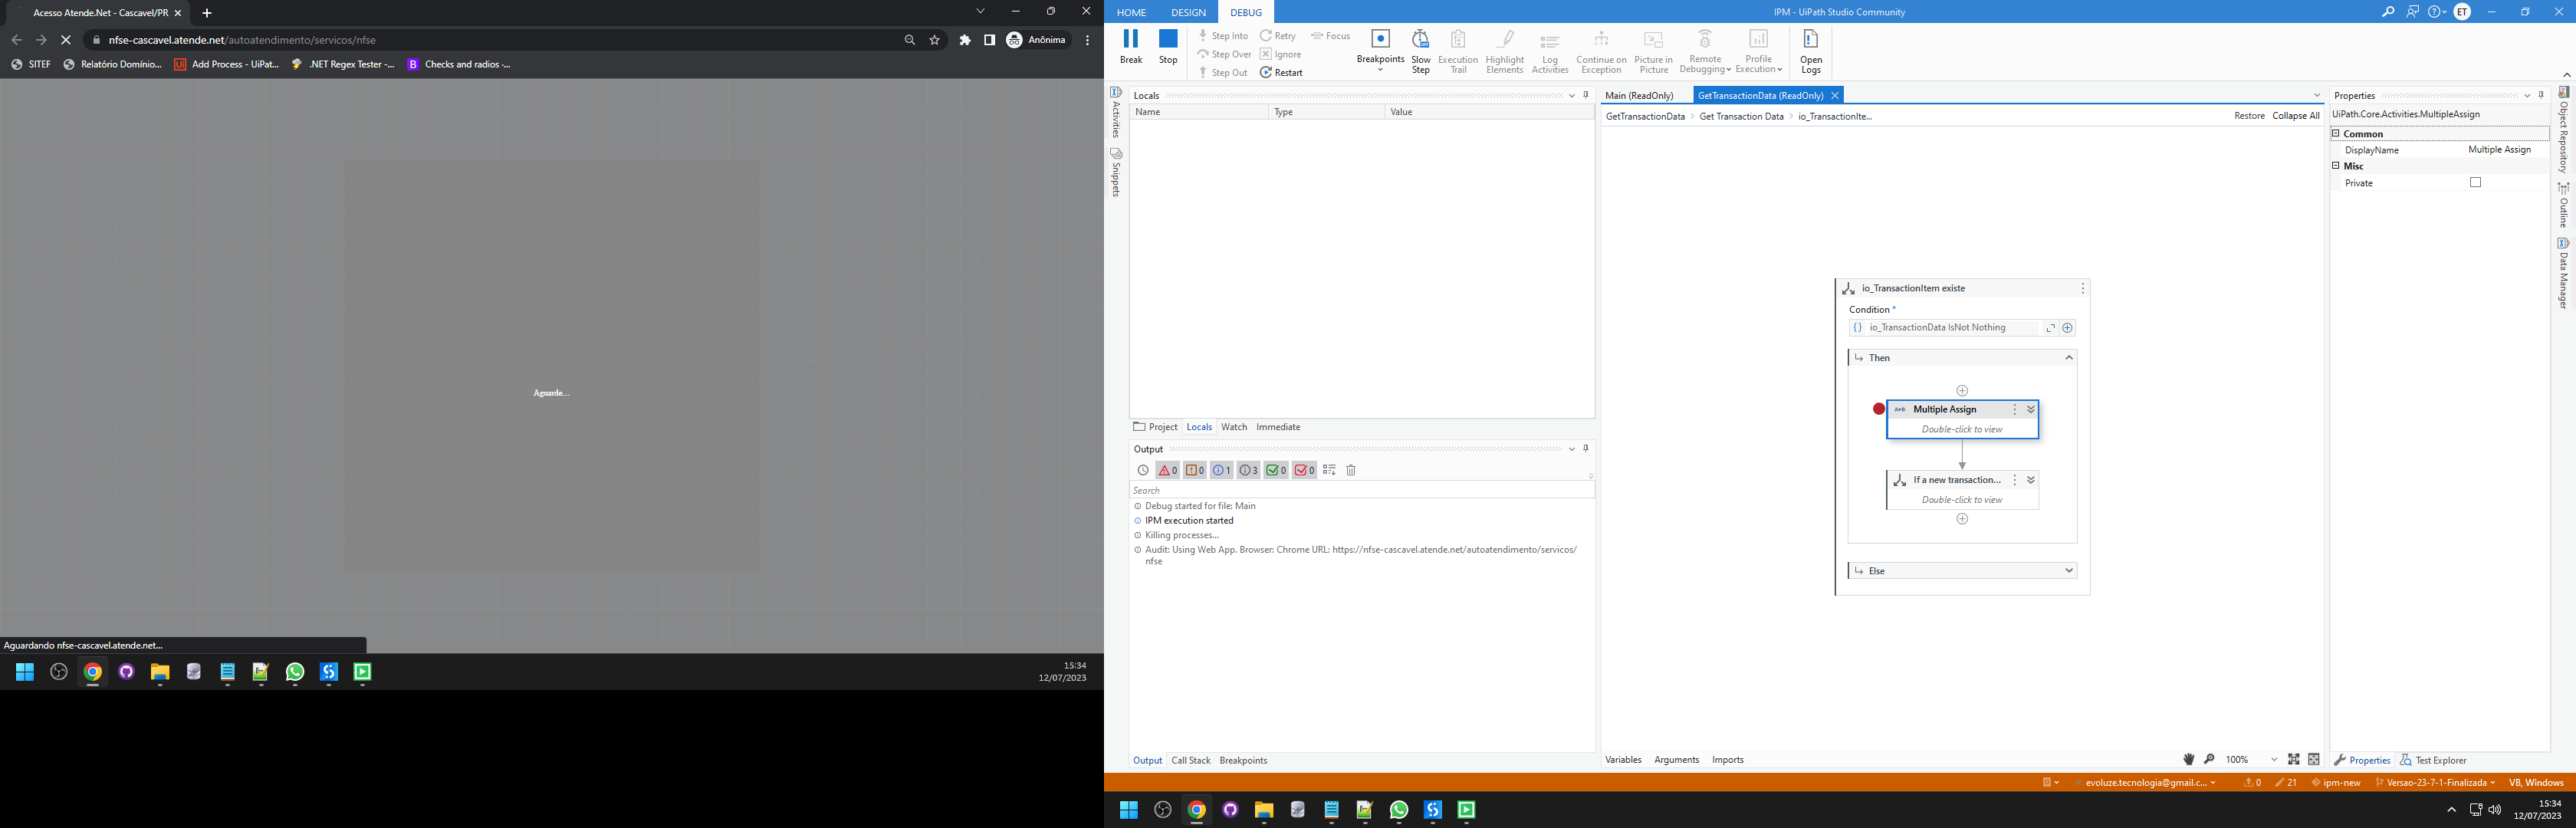 Acesso Atende.Net - Cascavel/PR
nfse-cascavel.atende.net/autoatendimento/servicos/nfse
Anônima
SITEF
Relatório Domínio...
Add Process - UiPat...
.NET Regex Tester -...
Checks and radios ·...
Aguarde...
Aguardando nfse-cascavel.atende.net...
15:34
12/07/2023
HOME DESIGN DEBUG
IPM - UiPath Studio Community
ET
Break
Stop
Step Into
Step Over
Step Out
Retry
Ignore
Restart
Focus
Breakpoints
Slow Step
Execution Trail
Highlight Elements
Log Activities
Continue on Exception
Picture in Picture
Remote Debugging
Profile Execution
Open Logs
Activities
Snippets
Locals
Name Type Value
Project Locals Watch Immediate
Output
0 0 1 3 0 0
Search
Debug started for file: Main
IPM execution started
Killing processes...
Audit: Using Web App. Browser: Chrome URL: https://nfse-cascavel.atende.net/autoatendimento/servicos/
nfse
Output Call Stack Breakpoints
Main (ReadOnly)
GetTransactionData (ReadOnly)
GetTransactionData > Get Transaction Data > io_TransactionIte...
Restore Collapse All
io_TransactionItem existe
Condition *
io_TransactionData IsNot Nothing
Then
A+B Multiple Assign
Double-click to view
If a new transaction...
Double-click to view
Else
Variables Arguments Imports
100%
Properties
UiPath.Core.Activities.MultipleAssign
Common
DisplayName Multiple Assign
Misc
Private
Properties Test Explorer
Object Repository
Outline
Data Manager
evoluze.tecnologia@gmail.c...
0
21
ipm-new
Versao-23-7-1-Finalizada
VB, Windows
15:34
12/07/2023